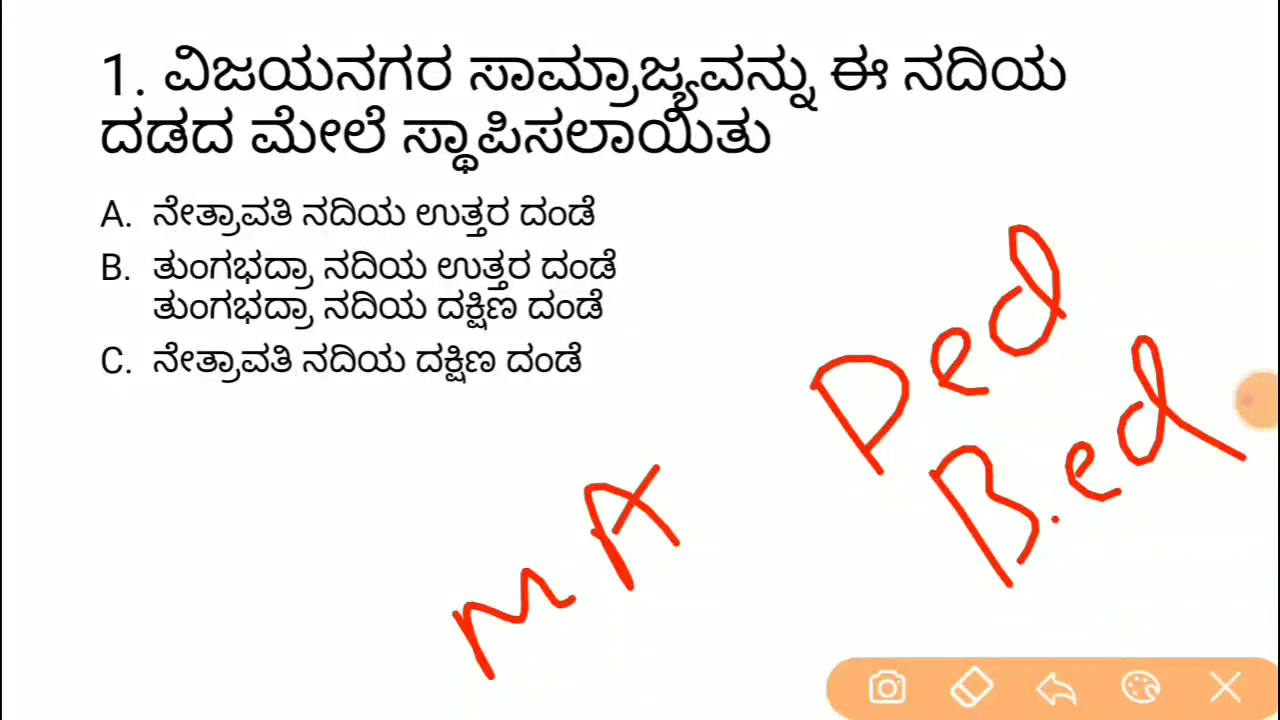 1. ವಿಜಯನಗರ ಸಾಮ್ರಾಜ್ಯವನ್ನು ಈ ನದಿಯ
ದಡದ ಮೇಲೆ ಸ್ಥಾಪಿಸಲಾಯಿತು
A. ನೇತ್ರಾವತಿ ನದಿಯ ಉತ್ತರ ದಂಡೆ
B. ತುಂಗಭದ್ರಾ ನದಿಯ ಉತ್ತರ ದಂಡೆ
ತುಂಗಭದ್ರಾ ನದಿಯ ದಕ್ಷಿಣ ದಂಡೆ
C. ನೇತ್ರಾವತಿ ನದಿಯ ದಕ್ಷಿಣ ದಂಡೆ
Ded
B.ed
MA